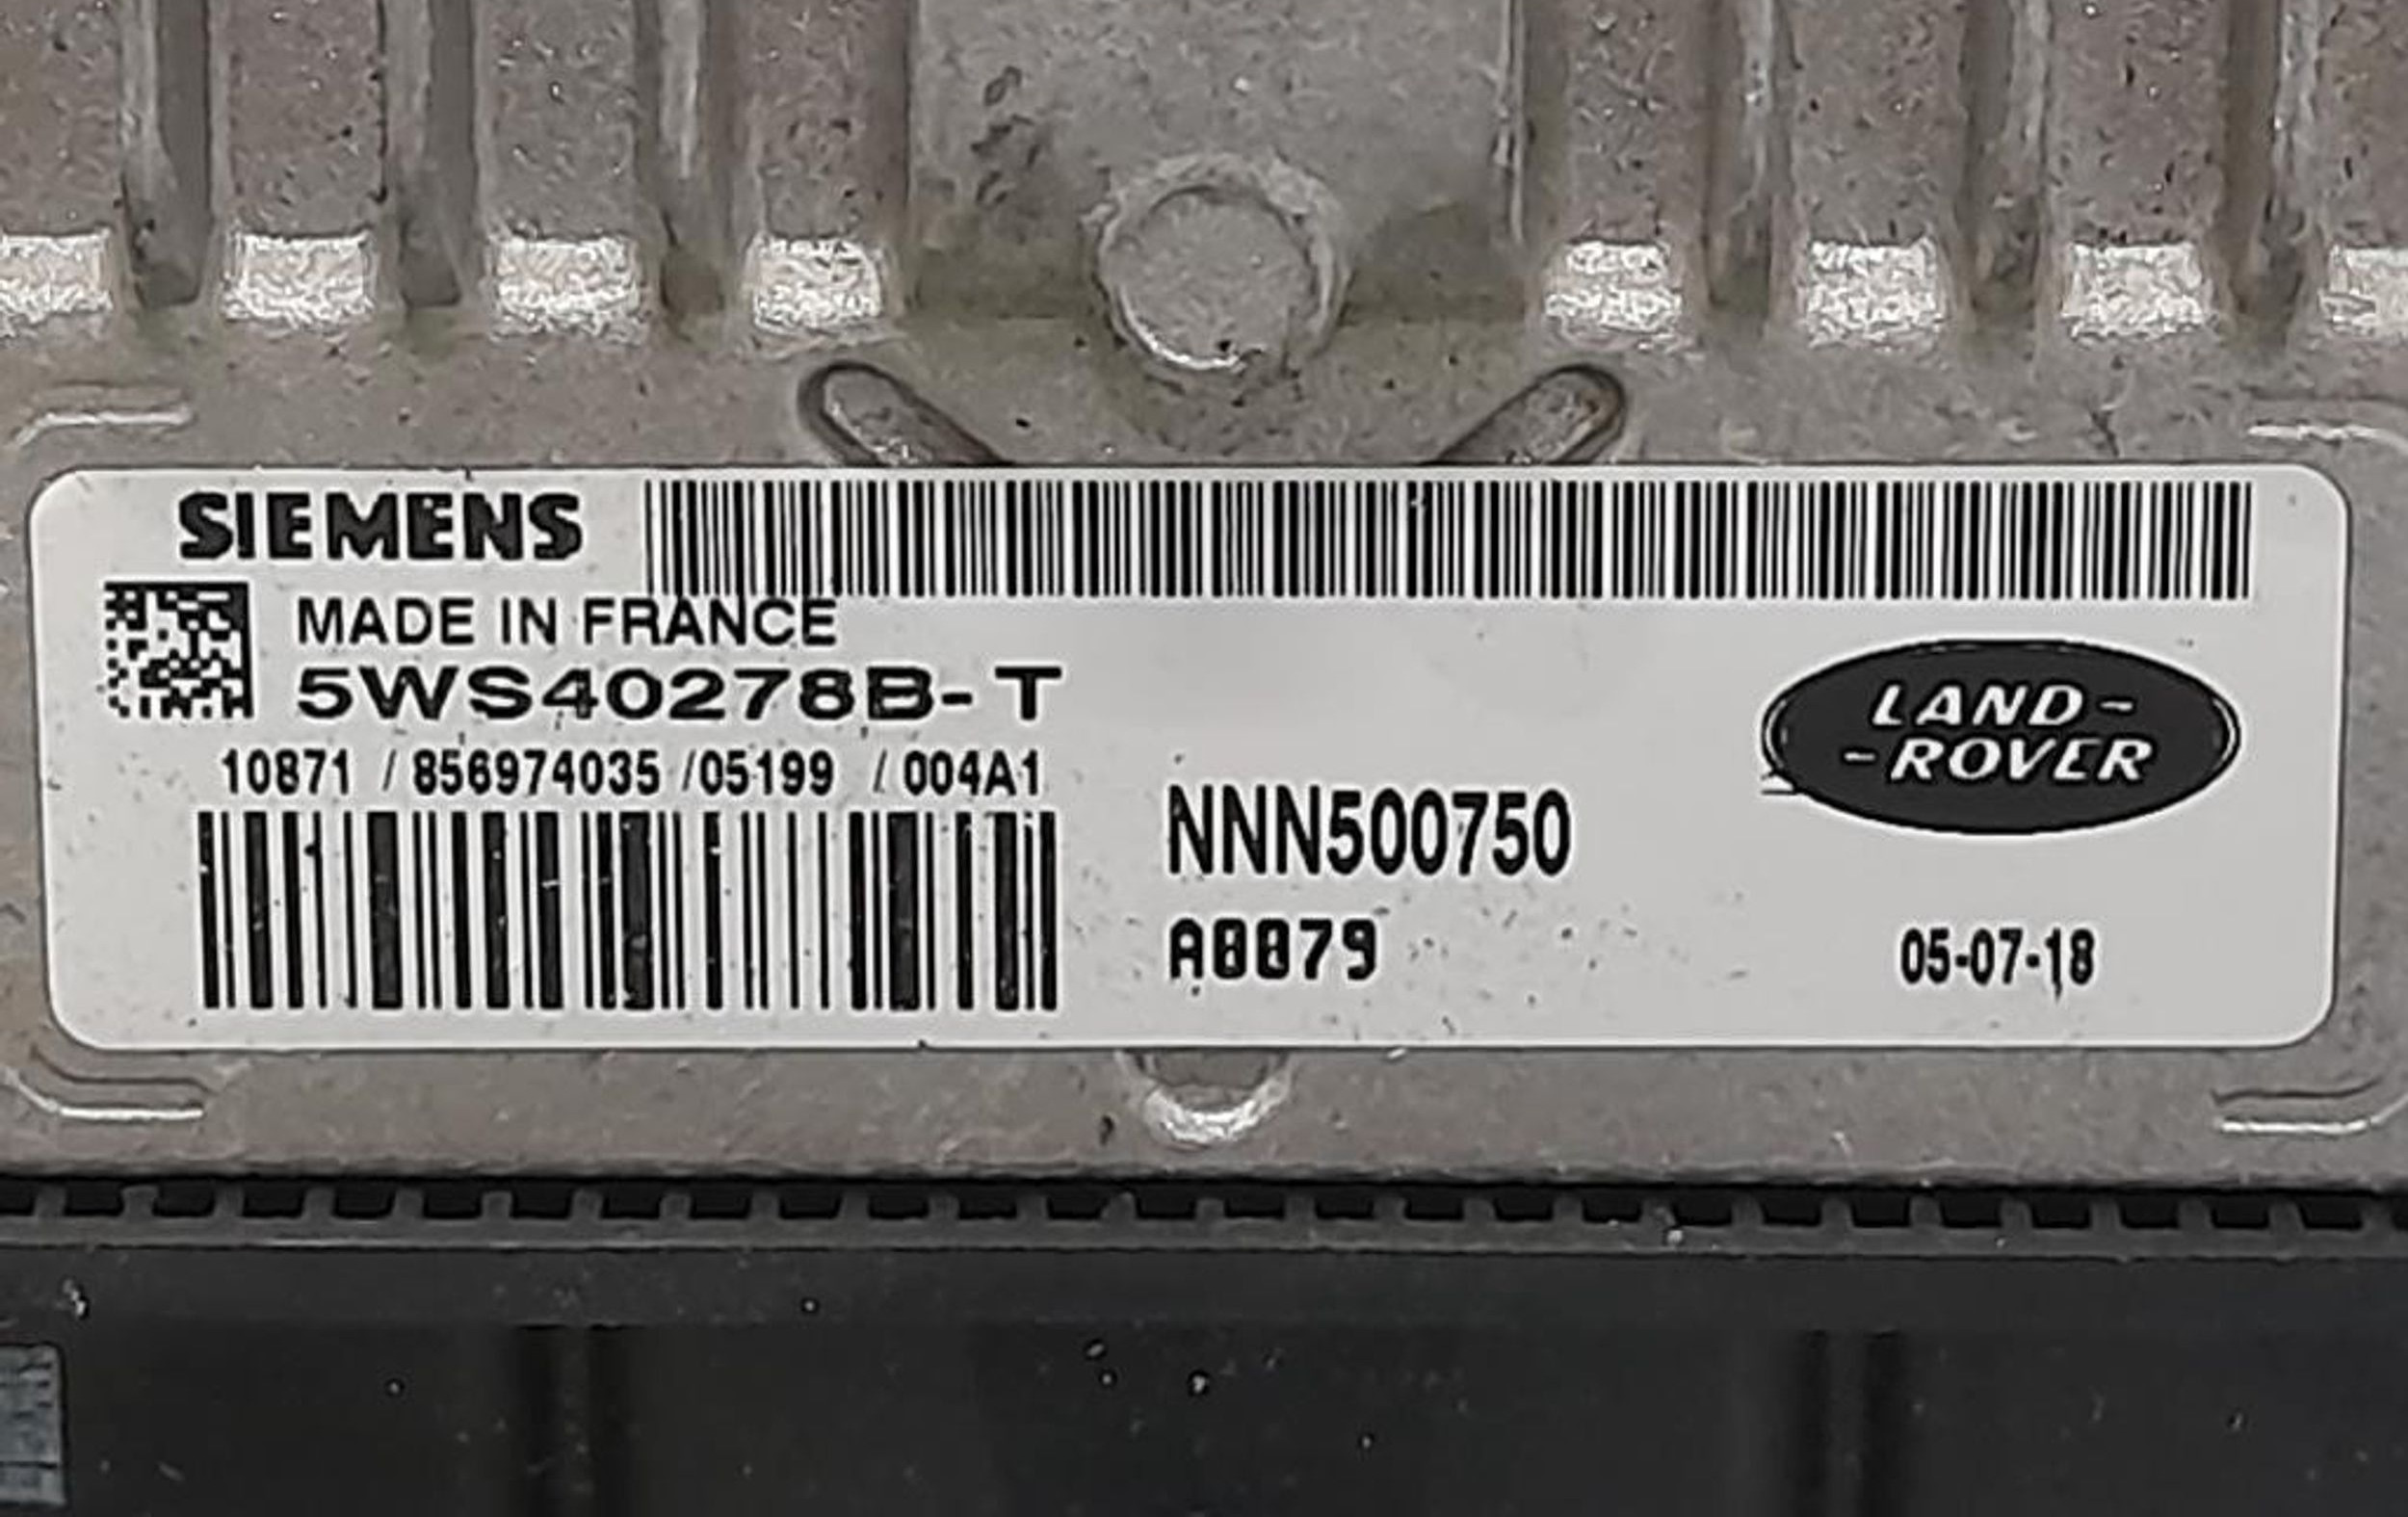 SIEMENS
MADE IN FRANCE
5WS40278B-T
10871 / 856974035 /05199 / 004A1
NNN500750
A0079
LAND-
-ROVER
05-07-18